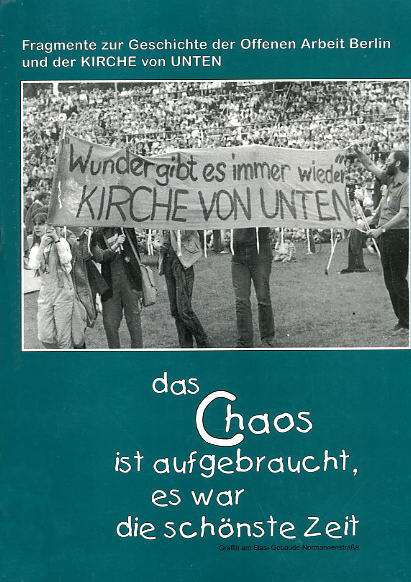 Fragmente zur Geschichte der Offenen Arbeit Berlin
und der KIRCHE von UNTEN
"Wunder gibt es immer wieder"
KIRCHE VON UNTEN
das
Chaos
ist aufgebraucht,
es war
die schönste Zeit
Graffiti am Stasi-Gebäude Normannenstraße